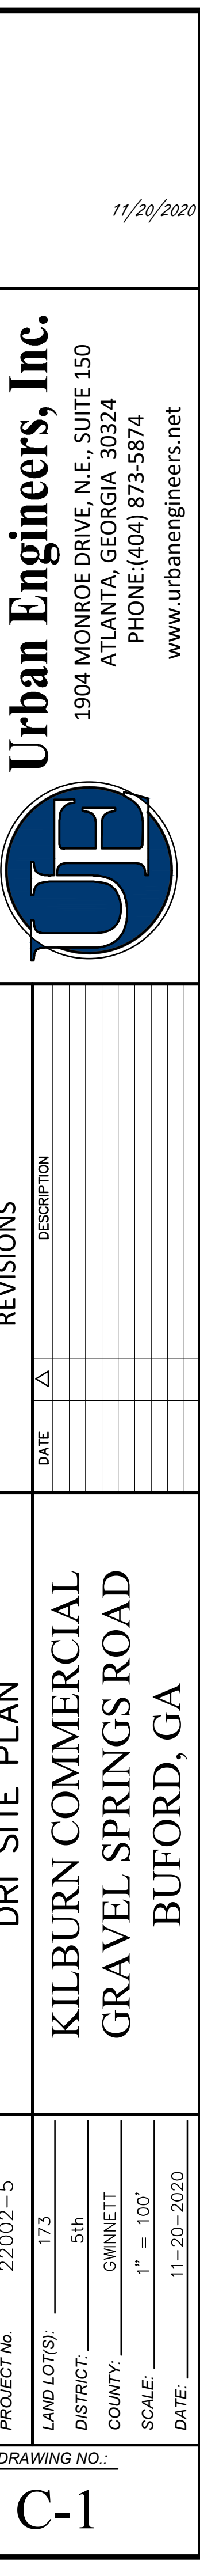 11/20/2020
Urban Engineers, Inc.
1904 MONROE DRIVE, N.E., SUITE 150
ATLANTA, GEORGIA 30324
PHONE:(404) 873-5874
www.urbanengineers.net
UE
REVISIONS
DATE △ DESCRIPTION
DRI SITE PLAN
KILBURN COMMERCIAL
GRAVEL SPRINGS ROAD
BUFORD, GA
PROJECT No. 22002-5
LAND LOT(S): 173
DISTRICT: 5th
COUNTY: GWINNETT
SCALE: 1" = 100'
DATE: 11-20-2020
DRAWING NO.:
C-1